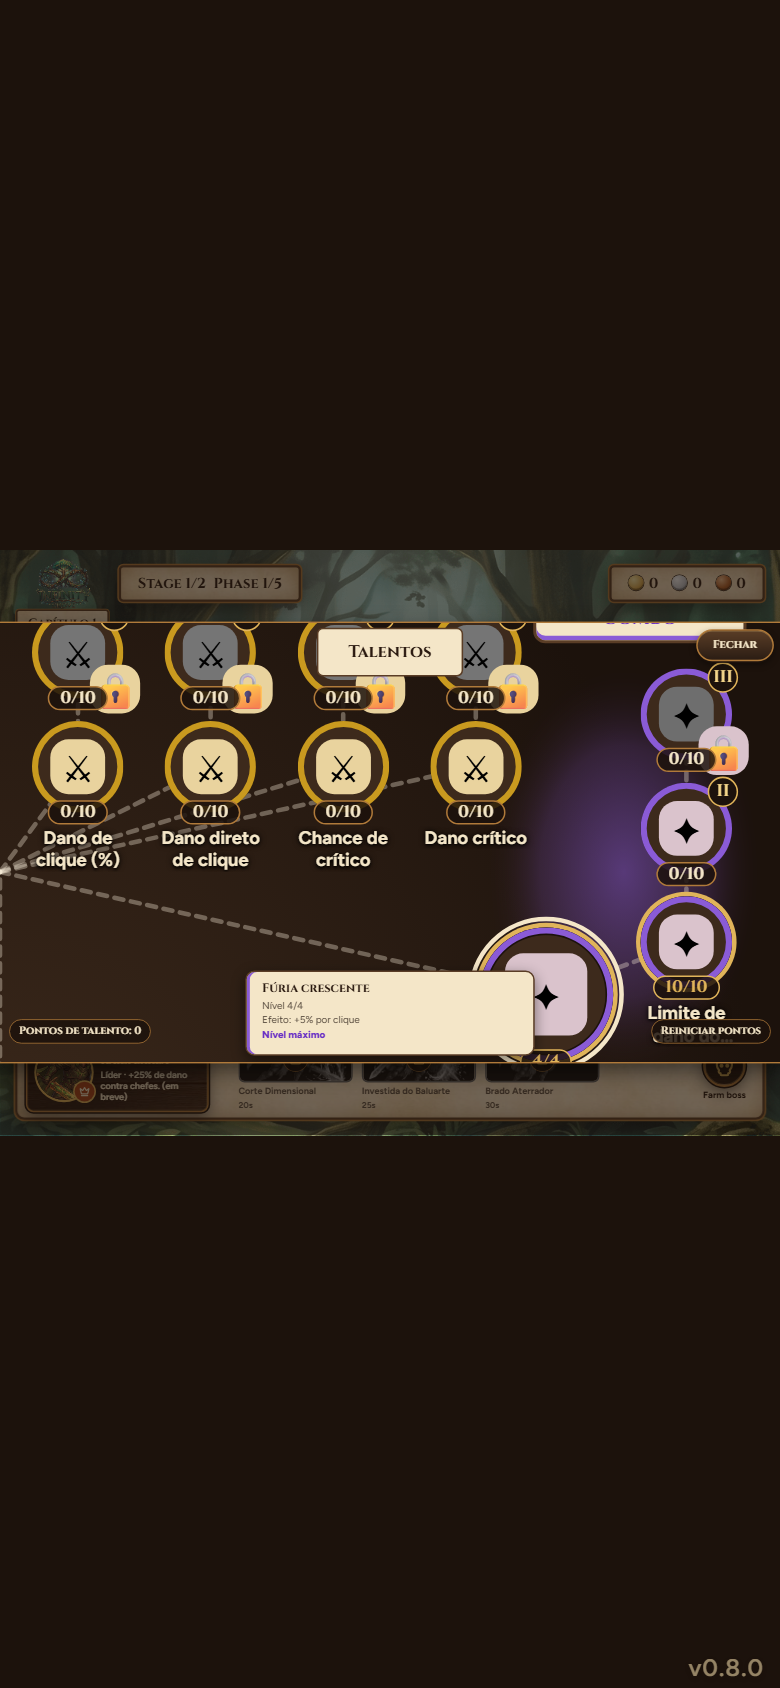 Stage 1/2 Phase 1/5
0 0 0
Talentos
Fechar
III
0/10
0/10
0/10
0/10
0/10
II
0/10
0/10
0/10
0/10
0/10
Dano de
clique (%)
Dano direto
de clique
Chance de
crítico
Dano crítico
10/10
Limite de
Fúria crescente
Nível 4/4
Efeito: +5% por clique
Nível máximo
4/4
Pontos de talento: 0
Reiniciar pontos
Líder · +25% de dano
contra chefes. (em
breve)
Corte Dimensional
20s
Investida do Baluarte
25s
Brado Aterrador
30s
Farm boss
v0.8.0